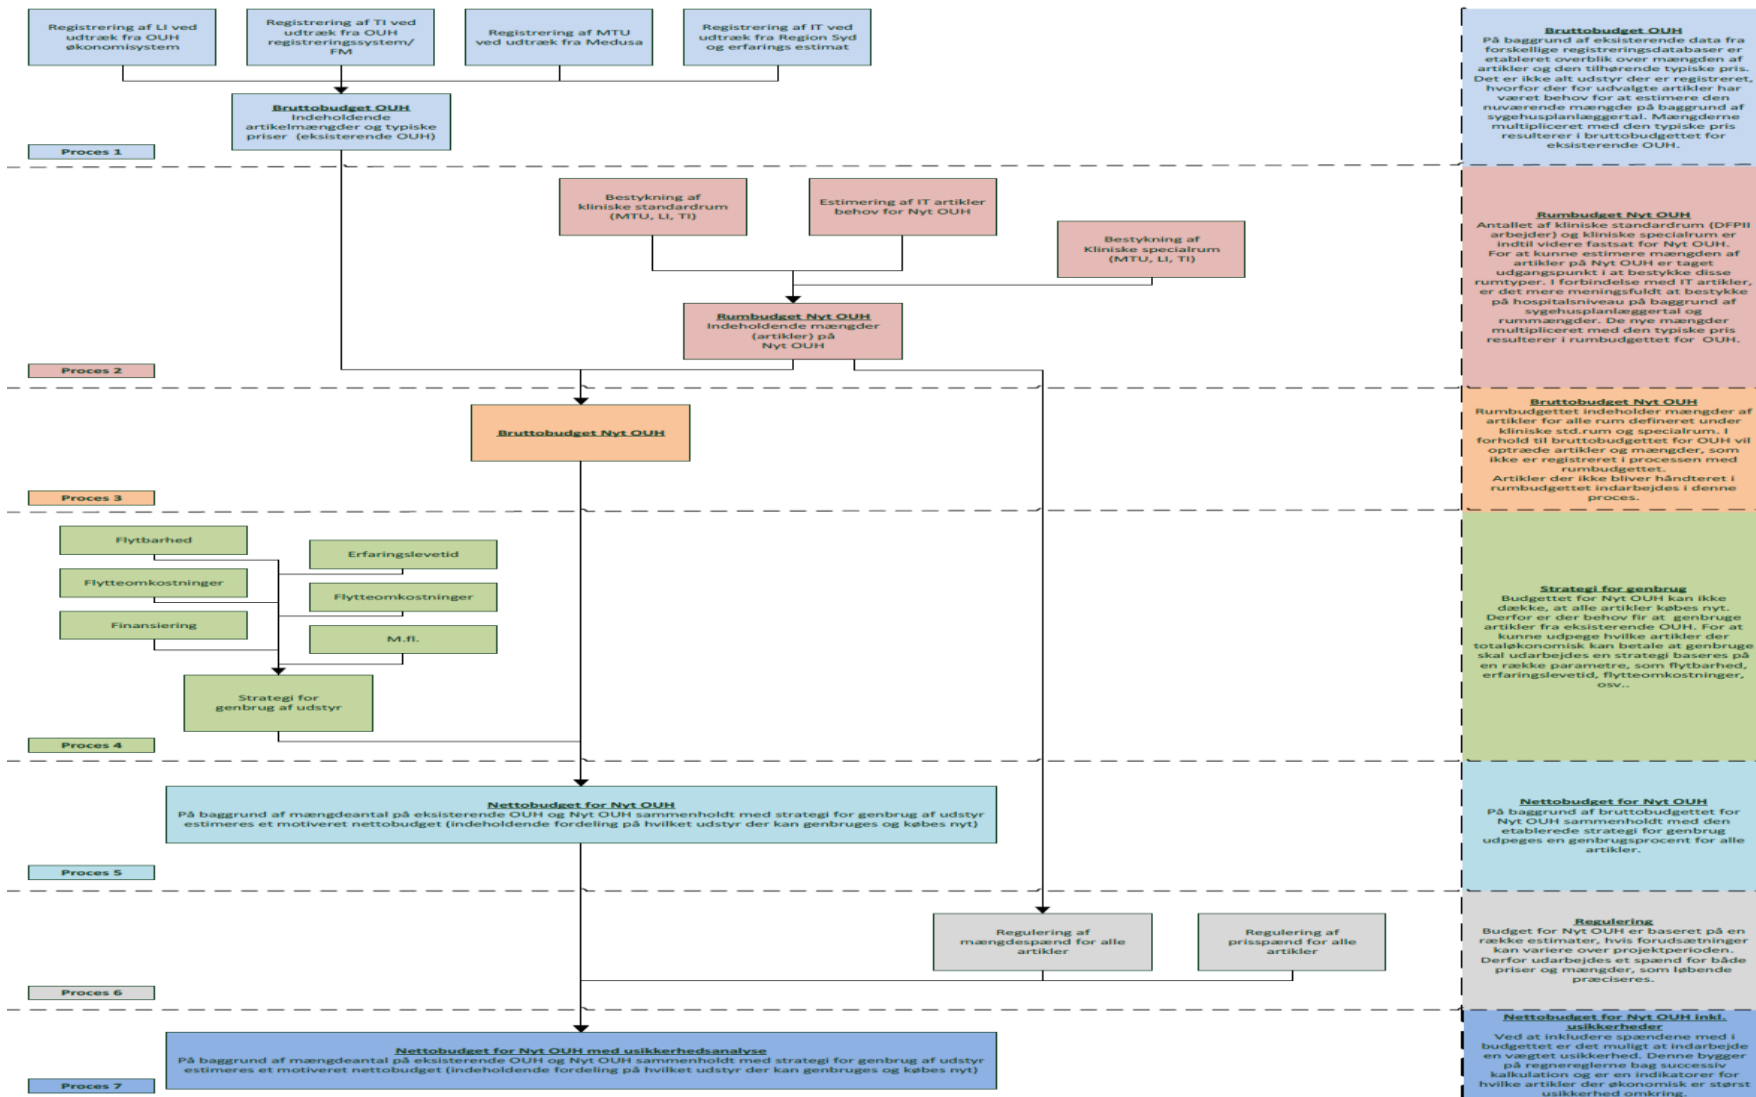 Registrering af LI ved
udtræk fra OUH
økonomisystem
Registrering af TI ved
udtræk fra OUH
registreringssystem/
FM
Registrering af MTU
ved udtræk fra Medusa
Registrering af IT ved
udtræk fra Region Syd
og erfarings estimat
Bruttobudget OUH
Indeholdende
artikelmængder og typiske
priser  (eksisterende OUH)
Proces 1
Bruttobudget OUH
På baggrund af eksisterende data fra
forskellige registreringsdatabaser er
etableret overblik over mængden af
artikler og den tilhørende typiske pris.
Det er ikke alt udstyr der er registreret,
hvorfor der for udvalgte artikler har
været behov for at estimere den
nuværende mængde på baggrund af
sygehusplanlæggertal. Mængderne
multipliceret med den typiske pris
resulterer i bruttobudgettet for
eksisterende OUH.
Bestykning af
kliniske standardrum
(MTU, LI, TI)
Estimering af IT artikler
behov for Nyt OUH
Bestykning af
Kliniske specialrum
(MTU, LI, TI)
Rumbudget Nyt OUH
Indeholdende mængder
(artikler) på
Nyt OUH
Proces 2
Rumbudget Nyt OUH
Antallet af kliniske standardrum (DFPII
arbejder) og kliniske specialrum er
indtil videre fastsat for Nyt OUH.
For at kunne estimere mængden af
artikler på Nyt OUH er taget
udgangspunkt i at bestykke disse
rumtyper. I forbindelse med IT artikler,
er det mere meningsfuldt at bestykke
på hospitalsniveau på baggrund af
sygehusplanlæggertal og
rummængder. De nye mængder
multipliceret med den typiske pris
resulterer i rumbudgettet for  OUH.
Bruttobudget Nyt OUH
Proces 3
Bruttobudget Nyt OUH
Rumbudgettet indeholder mængder af
artikler for alle rum defineret under
kliniske std.rum og specialrum. I
forhold til bruttobudgettet for OUH vil
optræde artikler og mængder, som
ikke er registreret i processen med
rumbudgettet.
Artikler der ikke bliver håndteret i
rumbudgettet indarbejdes i denne
proces.
Flytbarhed
Erfaringslevetid
Flytteomkostninger
Flytteomkostninger
Finansiering
M.fl.
Strategi for
genbrug af udstyr
Proces 4
Strategi for genbrug
Budgettet for Nyt OUH kan ikke
dække, at alle artikler købes nyt.
Derfor er der behov fir at  genbruge
artikler fra eksisterende OUH. For at
kunne udpege hvilke artikler der
totaløkonomisk kan betale at genbruge
skal udarbejdes en strategi baseres på
en række parametre, som flytbarhed,
erfaringslevetid, flytteomkostninger,
osv..
Nettobudget for Nyt OUH
På baggrund af mængdeantal på eksisterende OUH og Nyt OUH sammenholdt med strategi for genbrug af udstyr
estimeres et motiveret nettobudget (indeholdende fordeling på hvilket udstyr der kan genbruges og købes nyt)
Proces 5
Nettobudget for Nyt OUH
På baggrund af bruttobudgettet for
Nyt OUH sammenholdt med den
etablerede strategi for genbrug
udpeges en genbrugsprocent for alle
artikler.
Regulering af
mængdespænd for alle
artikler
Regulering af
prisspænd for alle
artikler
Proces 6
Regulering
Budget for Nyt OUH er baseret på en
række estimater, hvis forudsætninger
kan variere over projektperioden.
Derfor udarbejdes et spænd for både
priser og mængder, som løbende
præciseres.
Nettobudget for Nyt OUH med usikkerhedsanalyse
På baggrund af mængdeantal på eksisterende OUH og Nyt OUH sammenholdt med strategi for genbrug af udstyr
estimeres et motiveret nettobudget (indeholdende fordeling på hvilket udstyr der kan genbruges og købes nyt)
Proces 7
Nettobudget for Nyt OUH inkl.
usikkerheder
Ved at inkludere spændene med i
budgettet er det muligt at indarbejde
en vægtet usikkerhed. Denne bygger
på regnereglerne bag successiv
kalkulation og er en indikatorer for
hvilke artikler der økonomisk er størst
usikkerhed omkring.